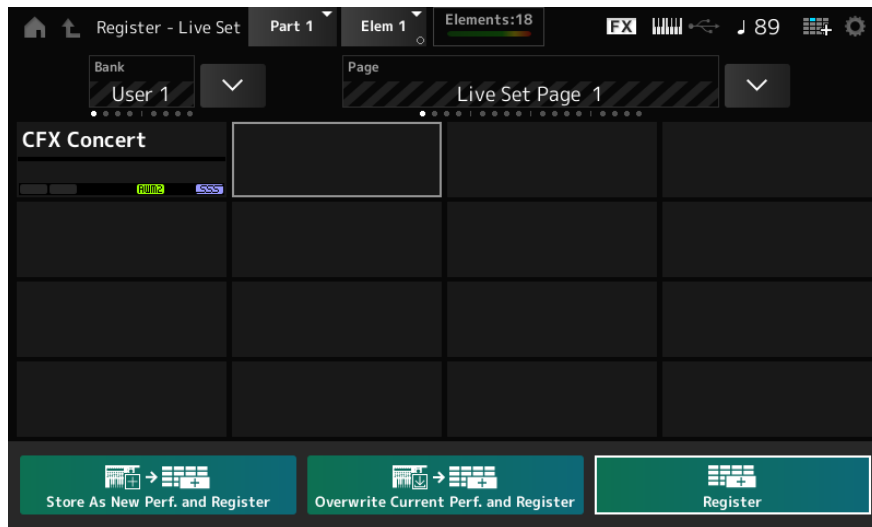 Register - Live Set
Part 1
Elem 1
Elements:18
FX
89
Bank
User 1
Page
Live Set Page 1
CFX Concert
AWM2
SSS
Store As New Perf. and Register
Overwrite Current Perf. and Register
Register